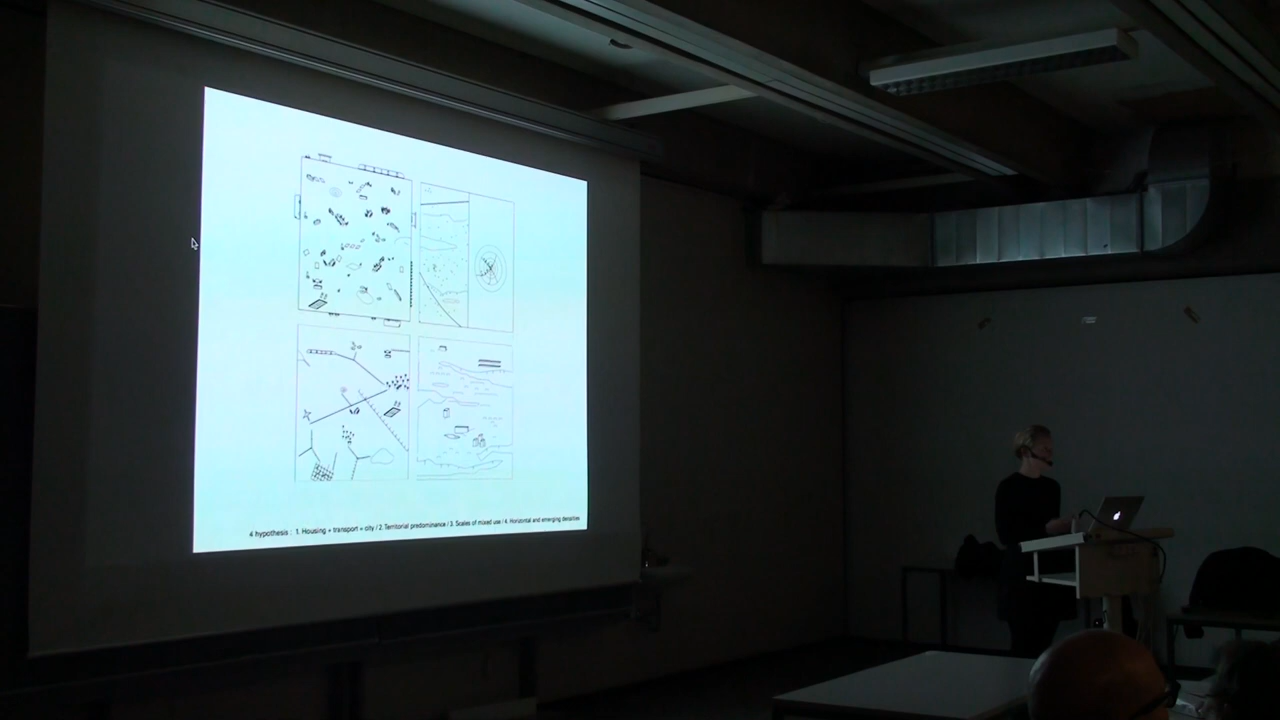 4 hypothesis : 1. Housing + transport = city / 2. Territorial predominance / 3. Scales of mixed use / 4. Horizontal and emerging densities